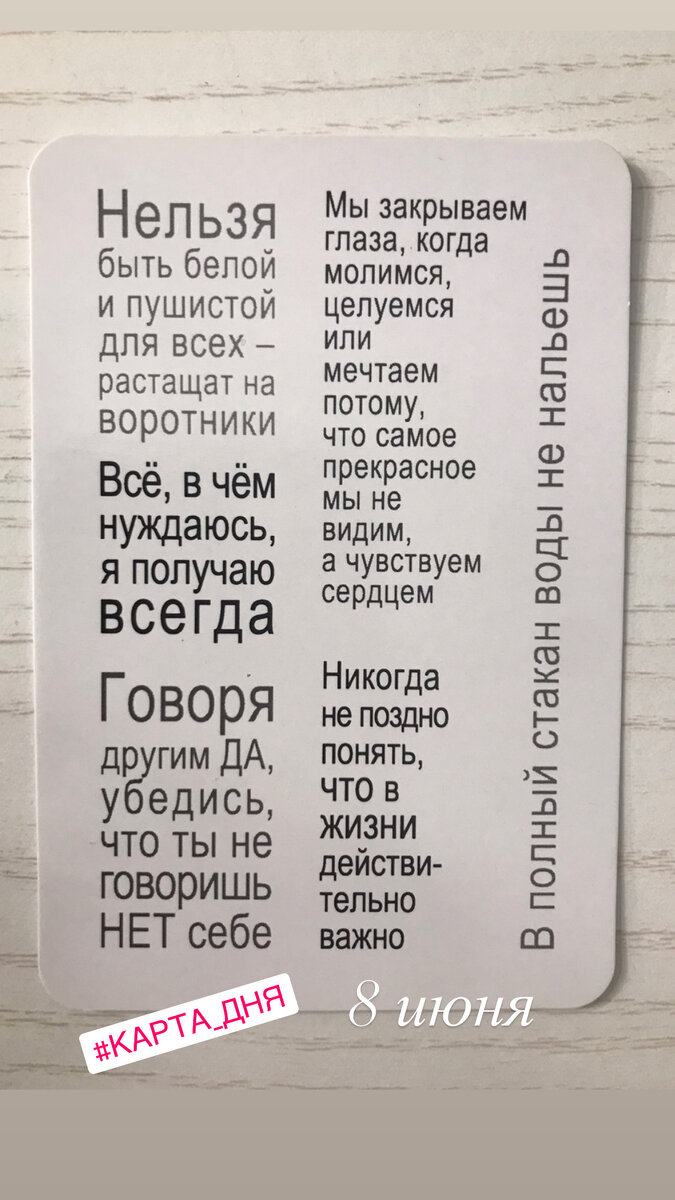 Нельзя
быть белой
и пушистой
для всех –
растащат на
воротники
Всё, в чём
нуждаюсь,
я получаю
всегда
Говоря
другим ДА,
убедись,
что ты не
говоришь
НЕТ себе
Мы закрываем
глаза, когда
молимся,
целуемся
или
мечтаем
потому,
что самое
прекрасное
мы не
видим,
а чувствуем
сердцем
Никогда
не поздно
понять,
что в
жизни
действи-
тельно
важно
В полный стакан воды не нальешь
#КАРТА_ДНЯ
8 июня